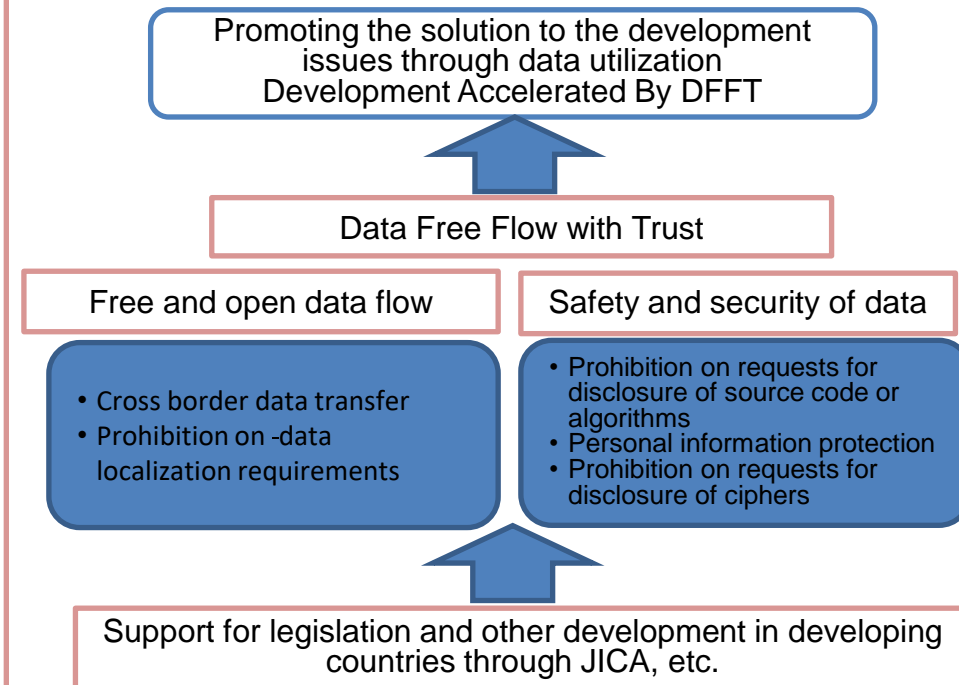 Promoting the solution to the development
issues through data utilization
Development Accelerated By DFFT
Data Free Flow with Trust
Free and open data flow
• Cross border data transfer
• Prohibition on -data
localization requirements
Safety and security of data
• Prohibition on requests for
disclosure of source code or
algorithms
• Personal information protection
• Prohibition on requests for
disclosure of ciphers
Support for legislation and other development in developing
countries through JICA, etc.